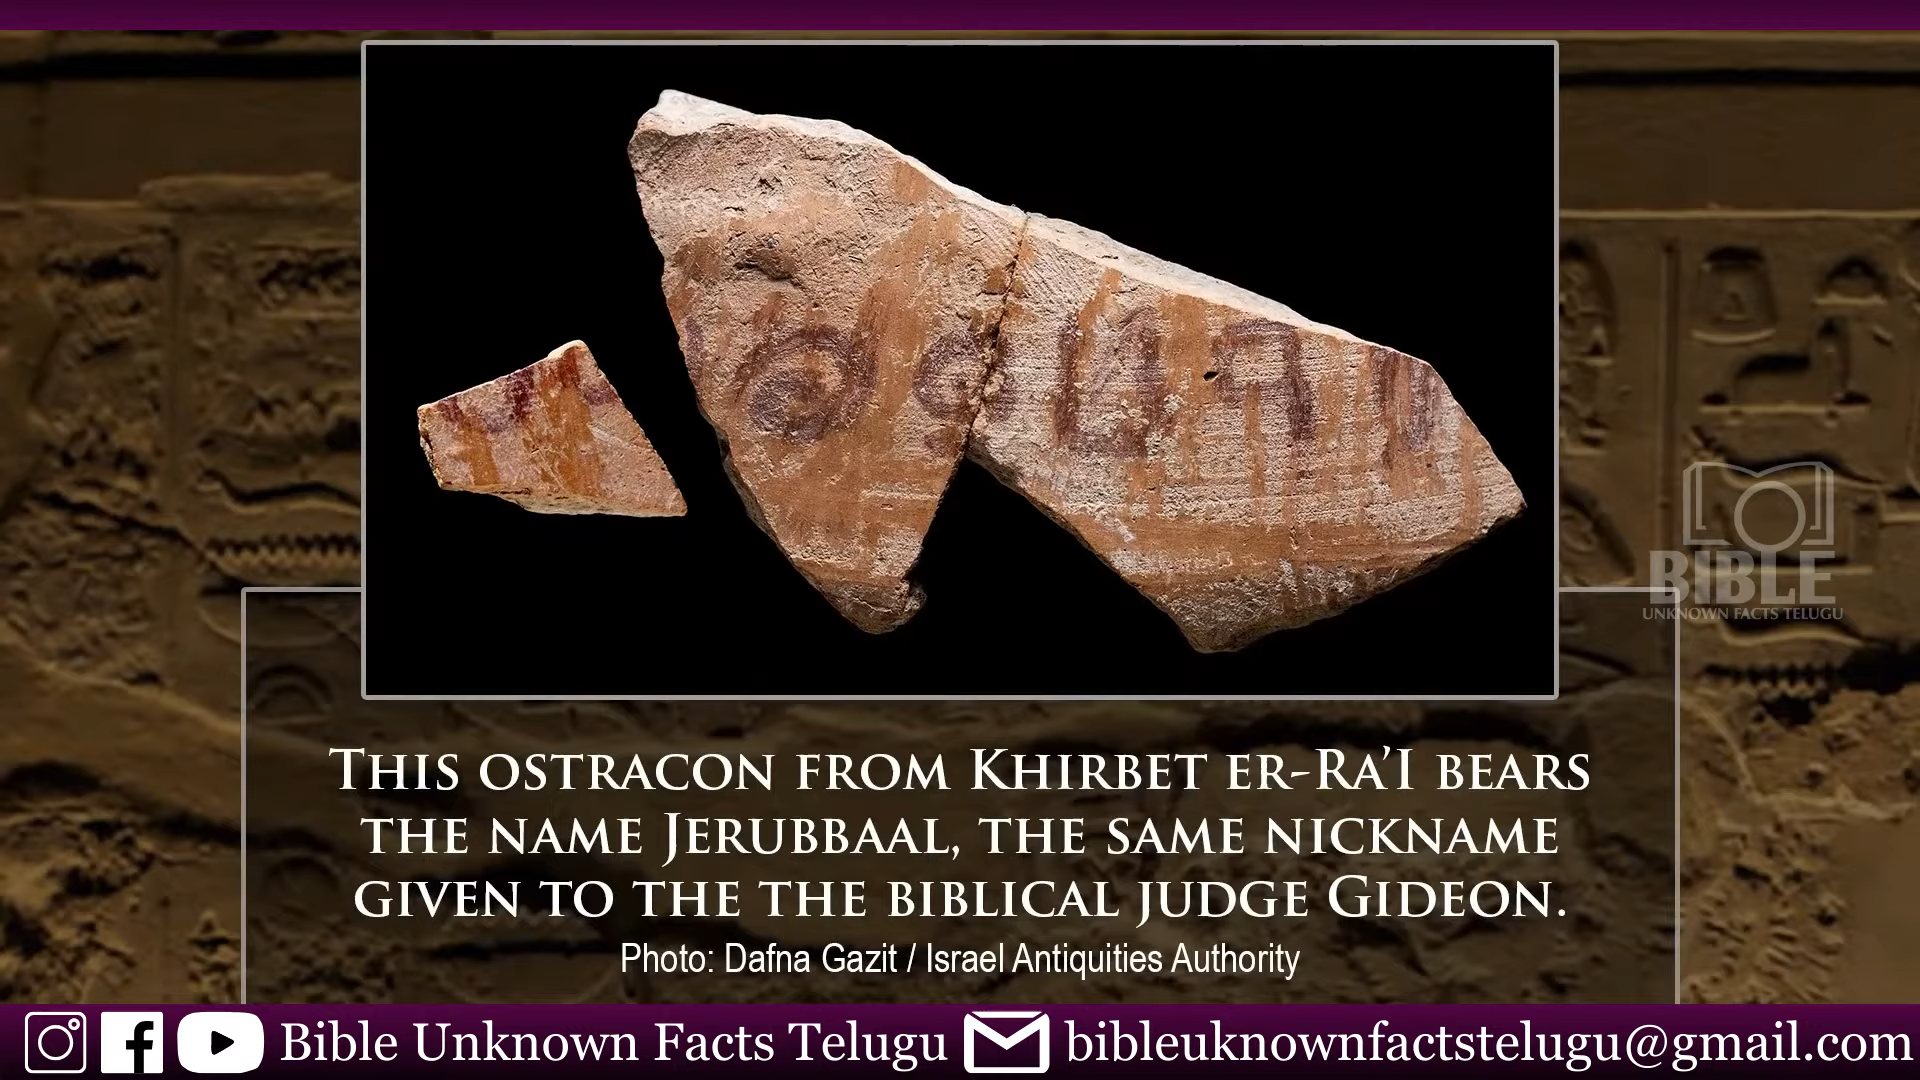 This ostracon from Khirbet er-Ra’I bears
the name Jerubbaal, the same nickname
given to the the biblical judge Gideon.
Photo: Dafna Gazit / Israel Antiquities Authority
BIBLE
UNKNOWN FACTS TELUGU
Bible Unknown Facts Telugu bibleuknownfactstelugu@gmail.com